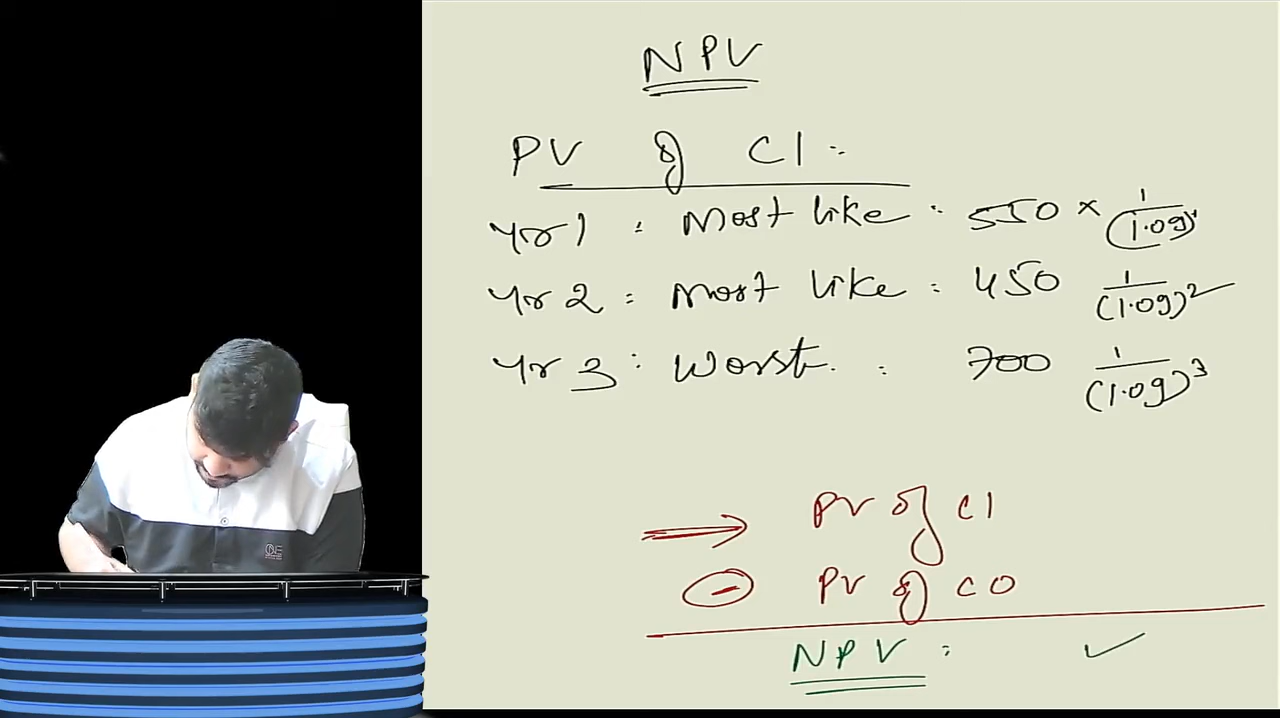 NPV
PV of CI :-
Yr 1 : Most like : 550 × 1/(1.09)¹
Yr 2 : Most like : 450 1/(1.09)²
Yr 3 : Worst : 700 1/(1.09)³
⇒ PV of CI
⊖ PV of CO
NPV : ✓